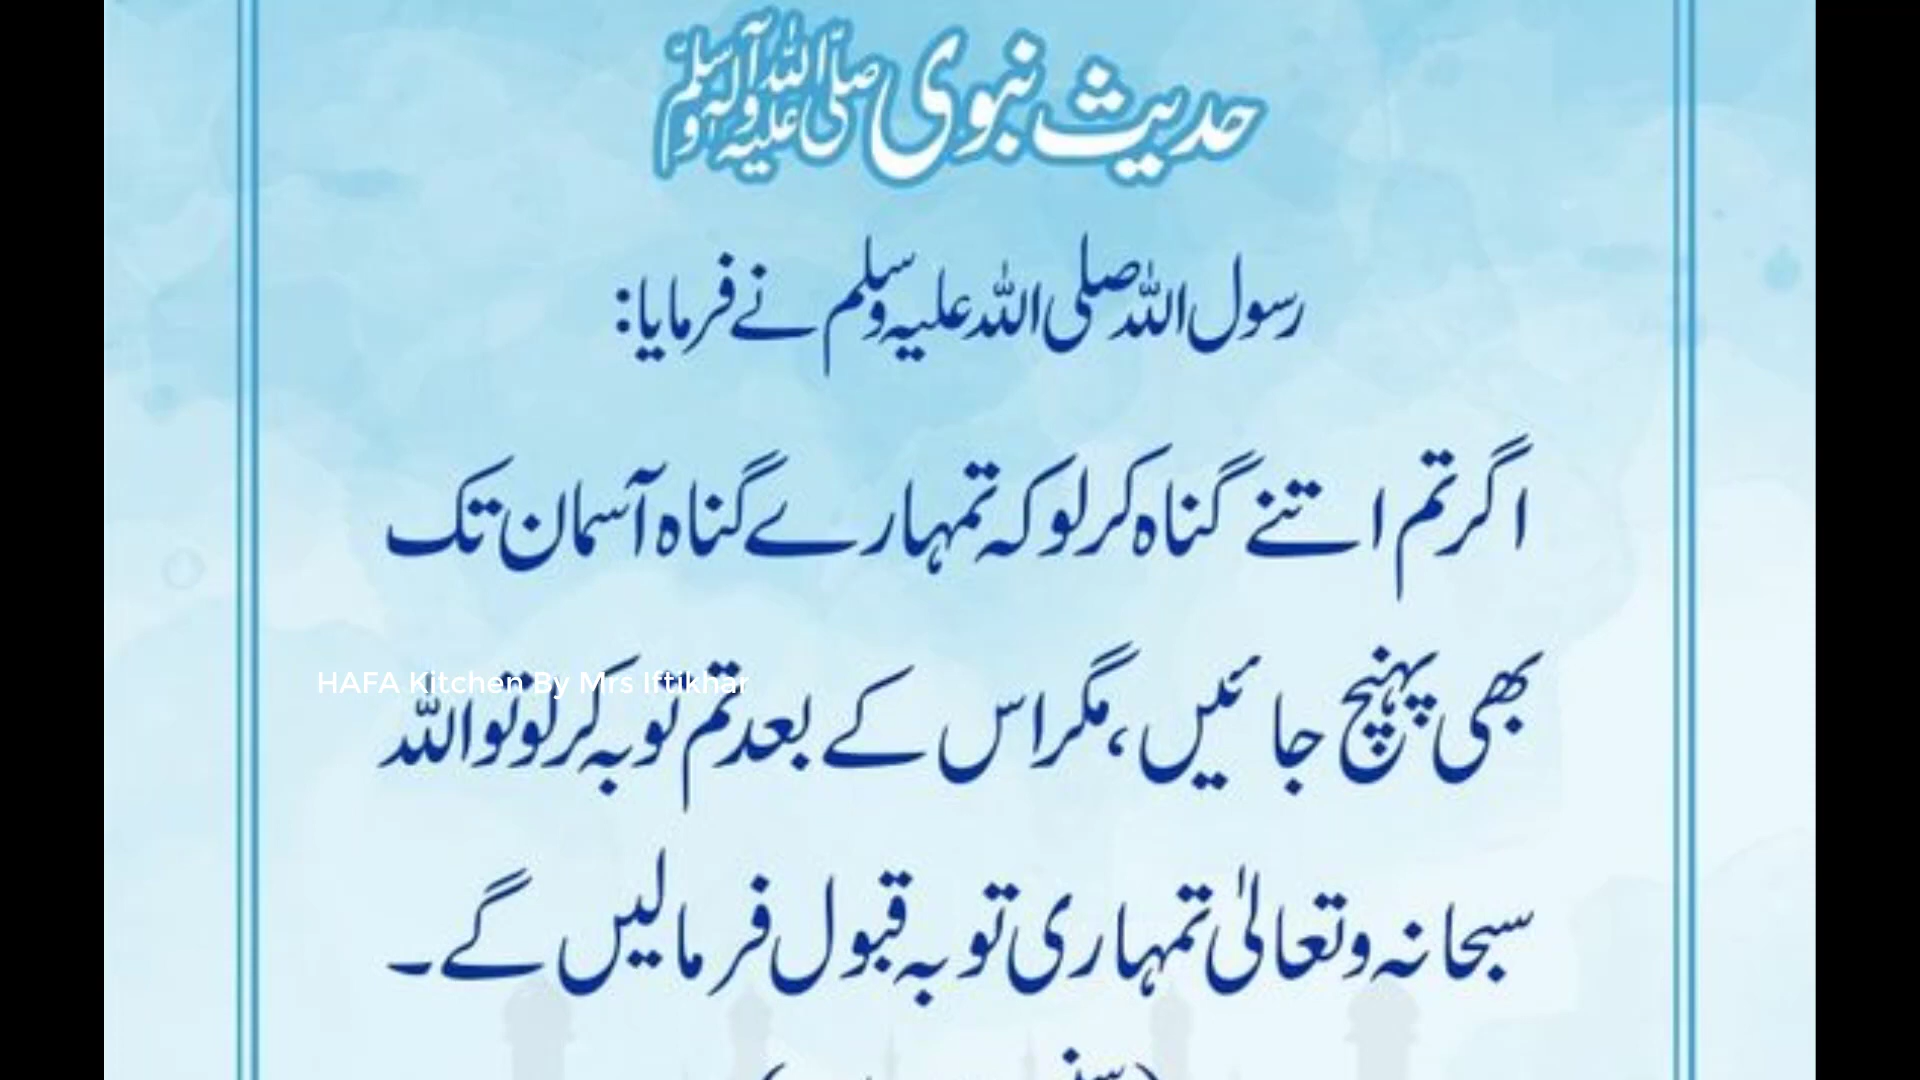 حدیث نبوی صلی اللہ علیہ وآلہ وسلم
رسول اللہ صلی اللہ علیہ وسلم نے فرمایا:
اگر تم اتنے گناہ کر لو کہ تمہارے گناہ آسمان تک
بھی پہنچ جائیں، مگر اس کے بعد تم توبہ کر لو تو اللہ
HAFA Kitchen By Mrs Iftikhar
سبحانہ وتعالیٰ تمہاری توبہ قبول فرما لیں گے۔